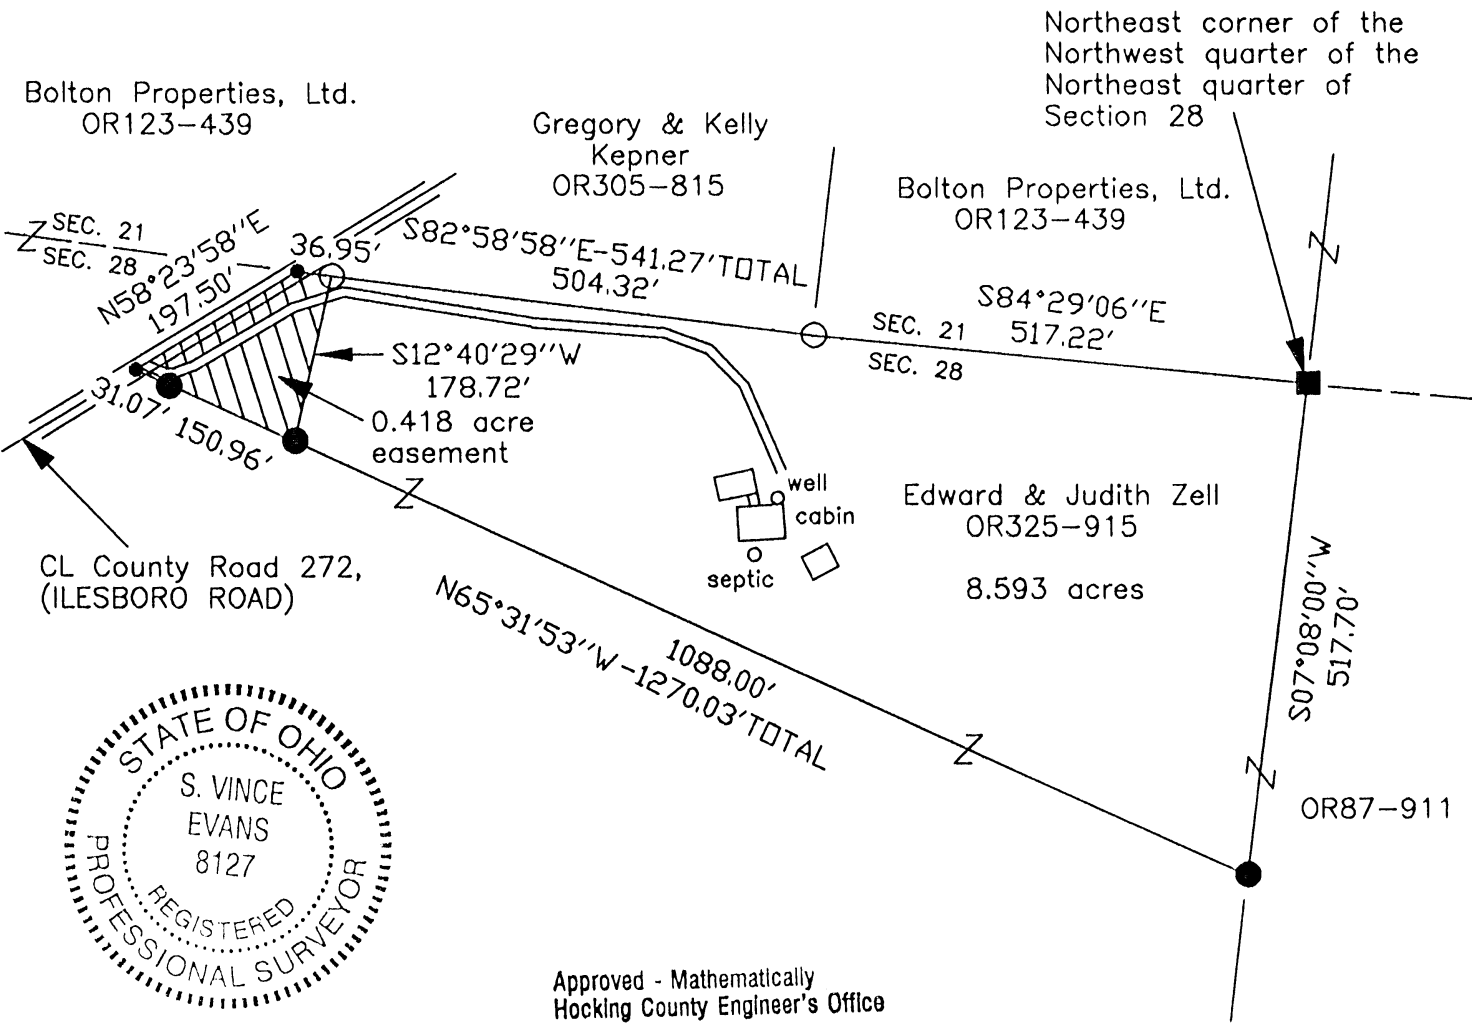 Northeast corner of the
Northwest quarter of the
Northeast quarter of
Section 28
Bolton Properties, Ltd.
OR123-439
Gregory & Kelly
Kepner
OR305-815
Bolton Properties, Ltd.
OR123-439
SEC. 21
SEC. 28
N58°23'58''E
197.50'
36.95'
S82°58'58''E-541.27'TOTAL
504.32'
S84°29'06''E
517.22'
SEC. 21
SEC. 28
S12°40'29''W
178.72'
0.418 acre
easement
31.07'
150.96'
well
cabin
septic
Edward & Judith Zell
OR325-915
8.593 acres
CL County Road 272,
(ILESBORO ROAD)
N65°31'53''W-1270.03'TOTAL
1088.00'
S07°08'00''W
517.70'
OR87-911
STATE OF OHIO
S. VINCE
EVANS
8127
REGISTERED
PROFESSIONAL SURVEYOR
Approved - Mathematically
Hocking County Engineer's Office